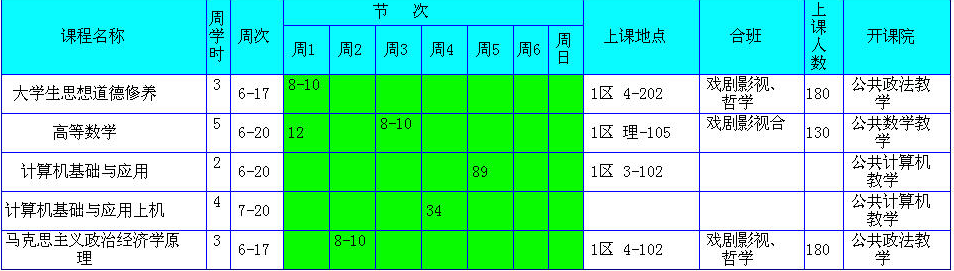 课程名称
周学时
周次
节 次
周1
周2
周3
周4
周5
周6
周日
上课地点
合班
上课人数
开课院
大学生思想道德修养
3
6-17
8-10
1区 4-202
戏剧影视、
哲学
180
公共政法教
学
高等数学
5
6-20
12
8-10
1区 理-105
戏剧影视合
130
公共数学教
学
计算机基础与应用
2
6-20
89
1区 3-102
公共计算机
教学
计算机基础与应用上机
4
7-20
34
公共计算机
教学
马克思主义政治经济学原
理
3
6-17
8-10
1区 4-102
戏剧影视、
哲学
180
公共政法教
学